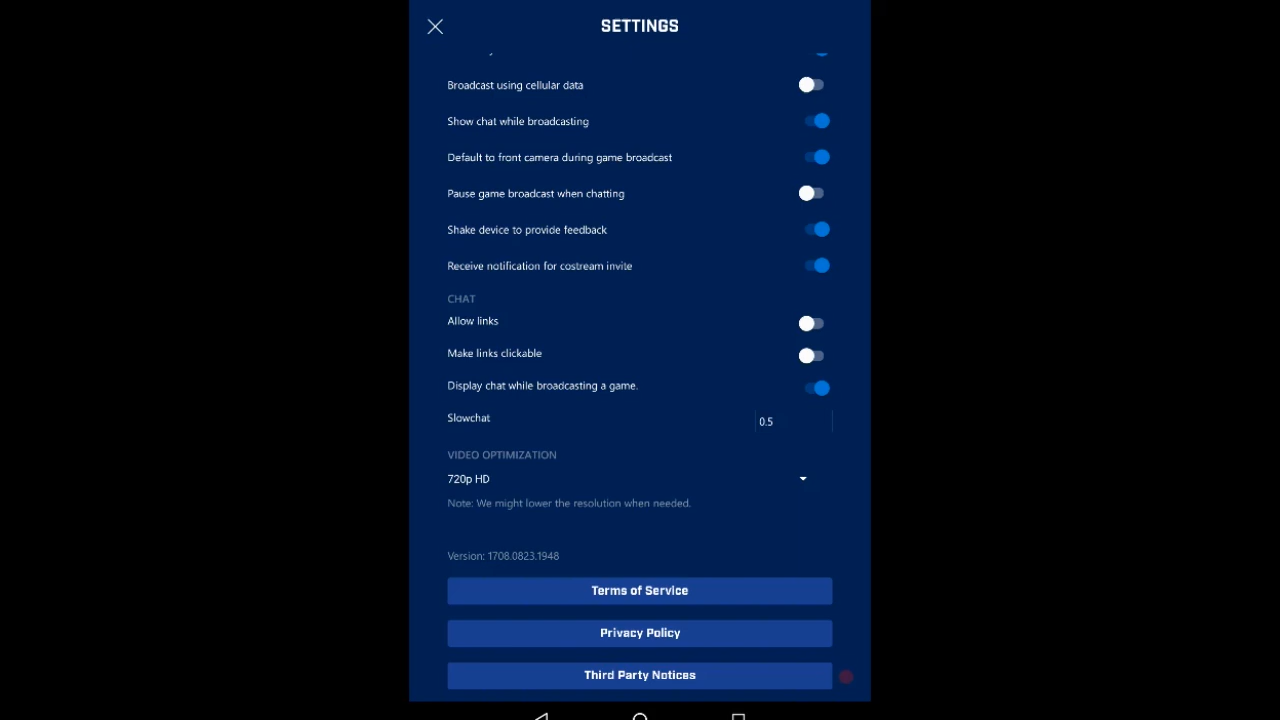 SETTINGS
Broadcast using cellular data
Show chat while broadcasting
Default to front camera during game broadcast
Pause game broadcast when chatting
Shake device to provide feedback
Receive notification for costream invite
CHAT
Allow links
Make links clickable
Display chat while broadcasting a game.
Slowchat
0.5
VIDEO OPTIMIZATION
720p HD
Note: We might lower the resolution when needed.
Version: 1708.0823.1948
Terms of Service
Privacy Policy
Third Party Notices